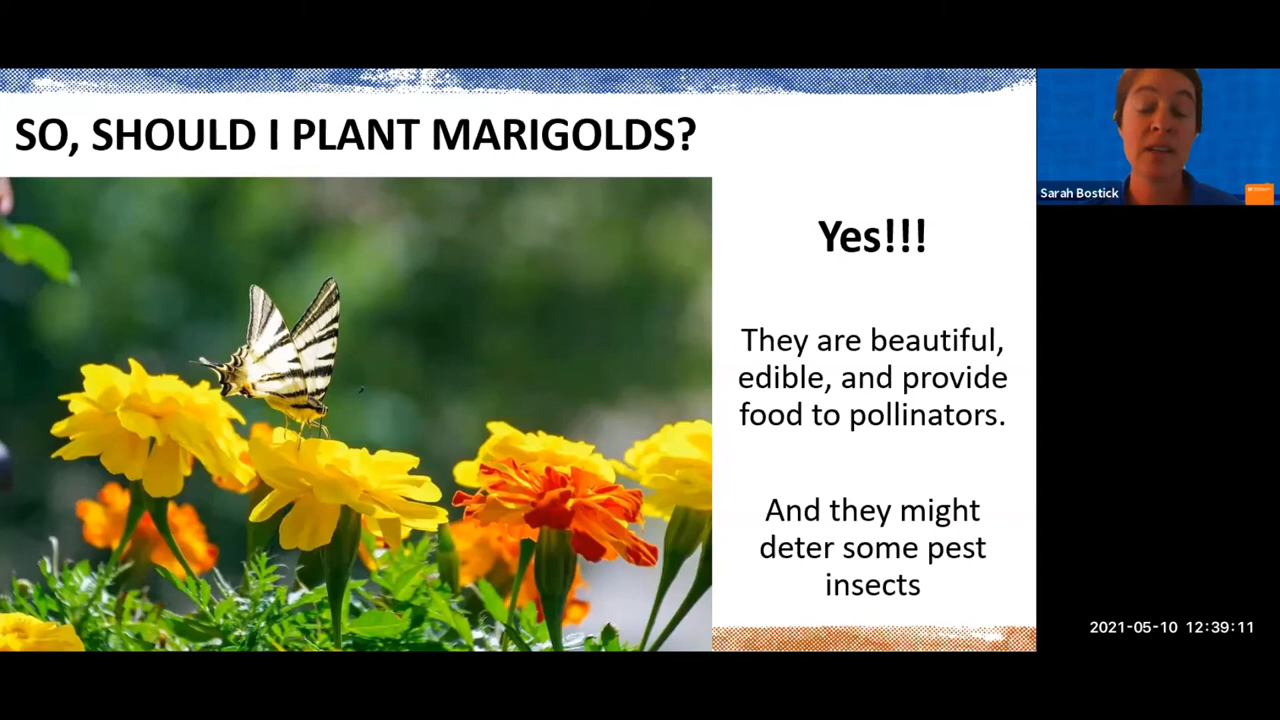 SO, SHOULD I PLANT MARIGOLDS?
Yes!!!
They are beautiful,
edible, and provide
food to pollinators.
And they might
deter some pest
insects
Sarah Bostick
2021-05-10 12:39:11